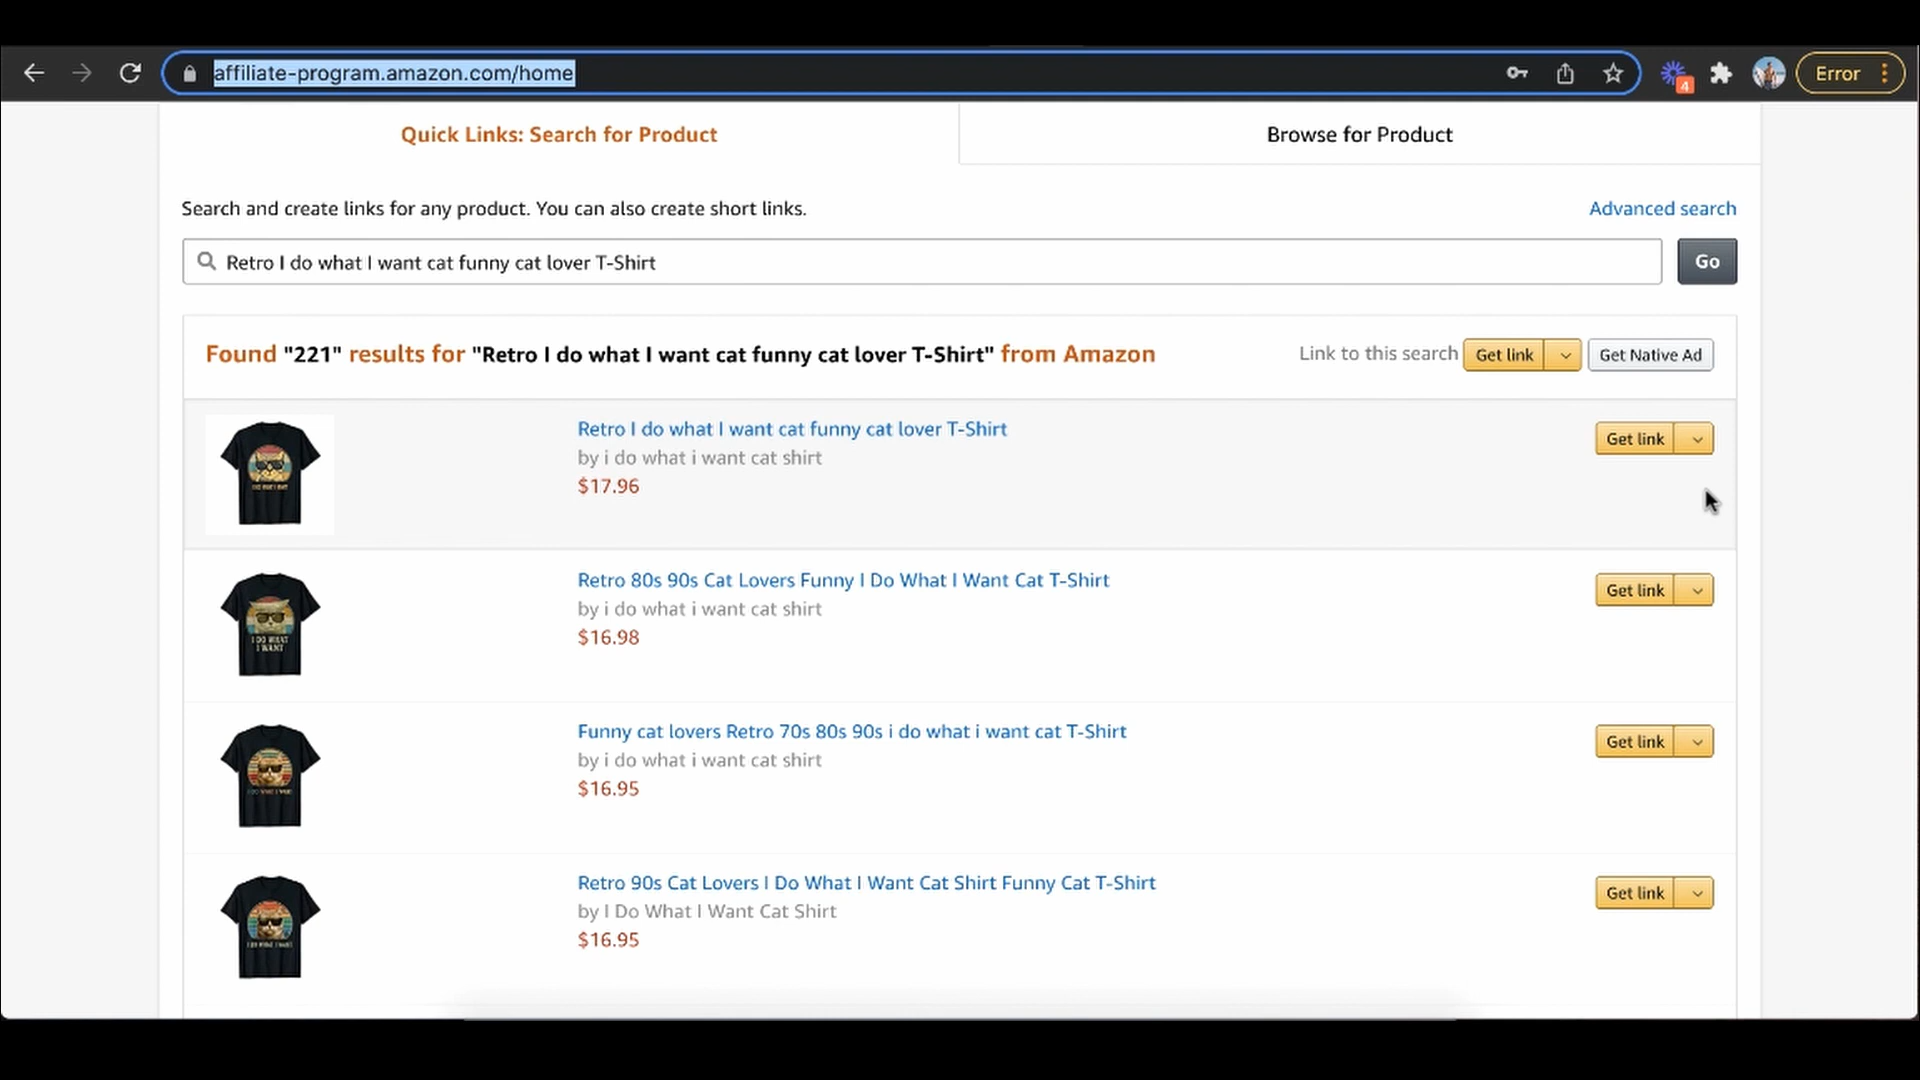 affiliate-program.amazon.com/home
4
Error
Quick Links: Search for Product
Browse for Product
Search and create links for any product. You can also create short links.
Advanced search
Retro I do what I want cat funny cat lover T-Shirt
Go
Found "221" results for "Retro I do what I want cat funny cat lover T-Shirt" from Amazon
Link to this search
Get link
Get Native Ad
Retro I do what I want cat funny cat lover T-Shirt
Get link
by i do what i want cat shirt
$17.96
Retro 80s 90s Cat Lovers Funny I Do What I Want Cat T-Shirt
Get link
by i do what i want cat shirt
$16.98
I DO WHAT
I WANT
Funny cat lovers Retro 70s 80s 90s i do what i want cat T-Shirt
Get link
by i do what i want cat shirt
$16.95
Retro 90s Cat Lovers I Do What I Want Cat Shirt Funny Cat T-Shirt
Get link
by I Do What I Want Cat Shirt
$16.95